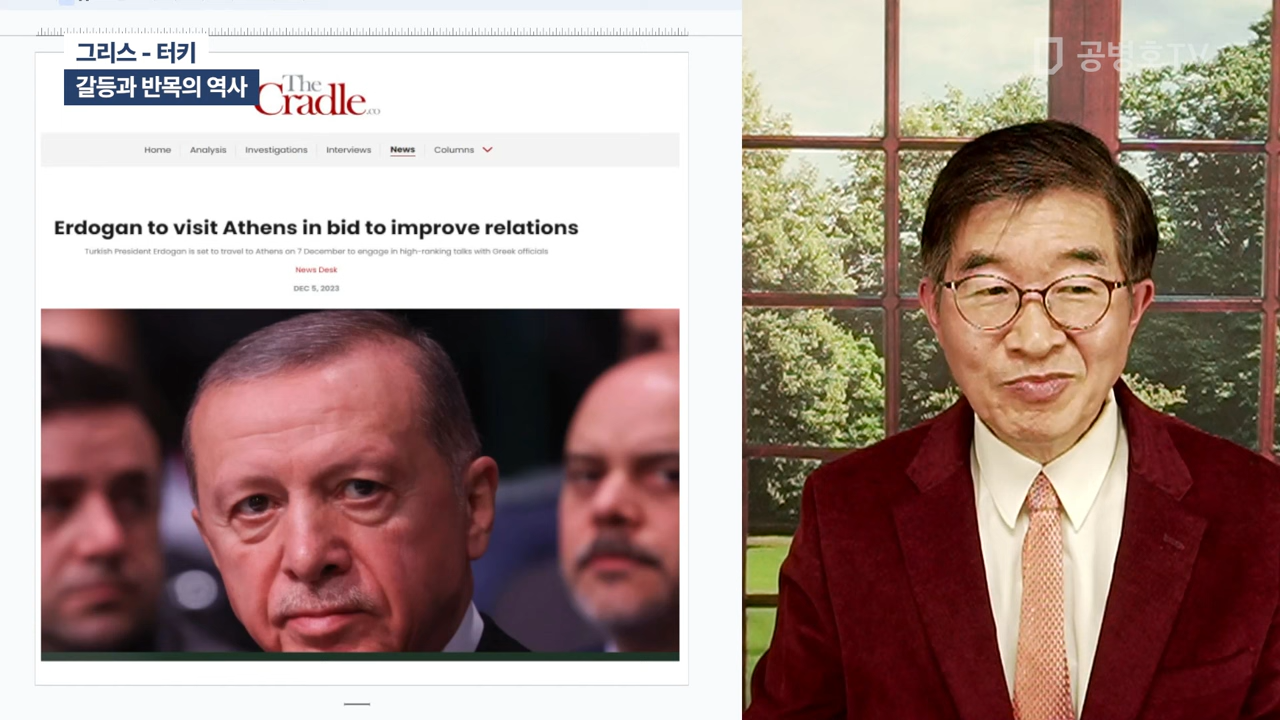 그리스 - 터키
갈등과 반목의 역사
The
Cradle.co
Home Analysis Investigations Interviews News Columns
Erdogan to visit Athens in bid to improve relations
Turkish President Erdogan is set to travel to Athens on 7 December to engage in high-ranking talks with Greek officials
News Desk
DEC 5, 2023
공병호TV